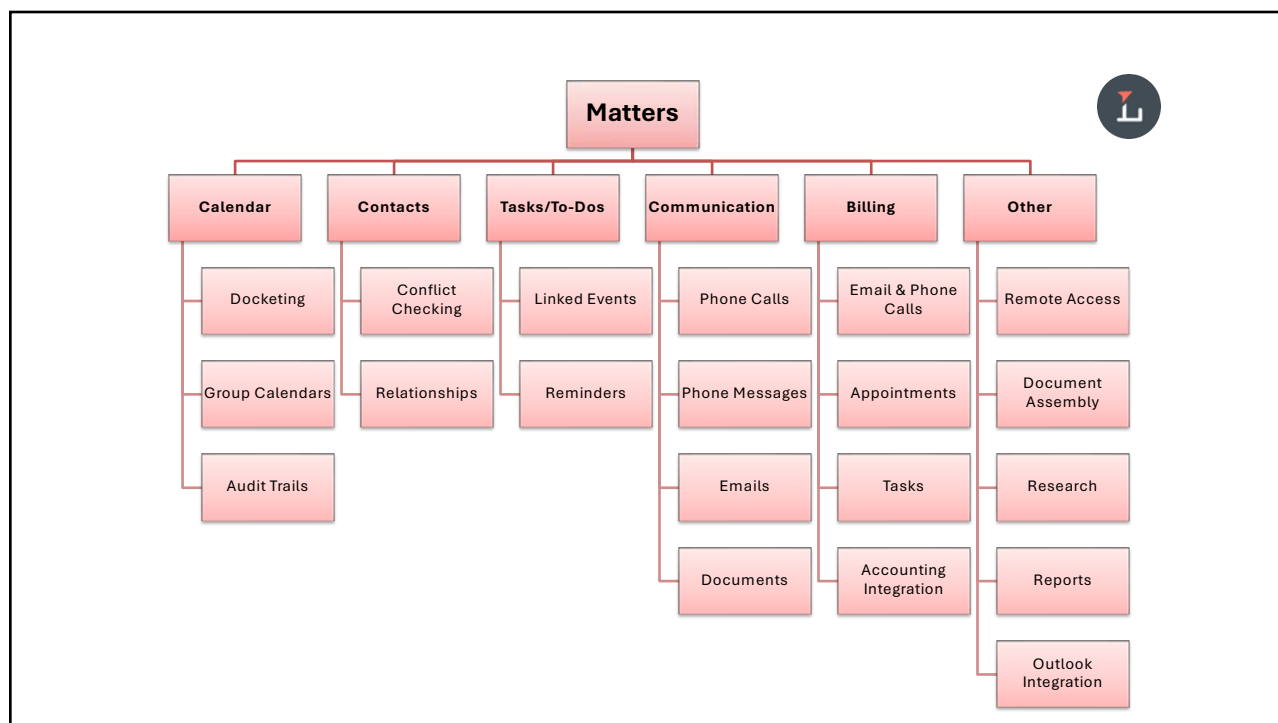 Matters
Calendar
Contacts
Tasks/To-Dos
Communication
Billing
Other
Docketing
Group Calendars
Audit Trails
Conflict
Checking
Relationships
Linked Events
Reminders
Phone Calls
Phone Messages
Emails
Documents
Email & Phone
Calls
Appointments
Tasks
Accounting
Integration
Remote Access
Document
Assembly
Research
Reports
Outlook
Integration